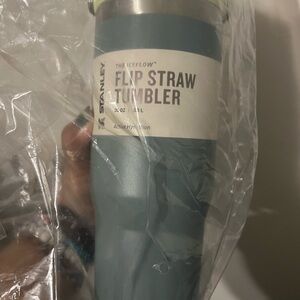 STANLEY
THE ICEFLOW™
FLIP STRAW
TUMBLER